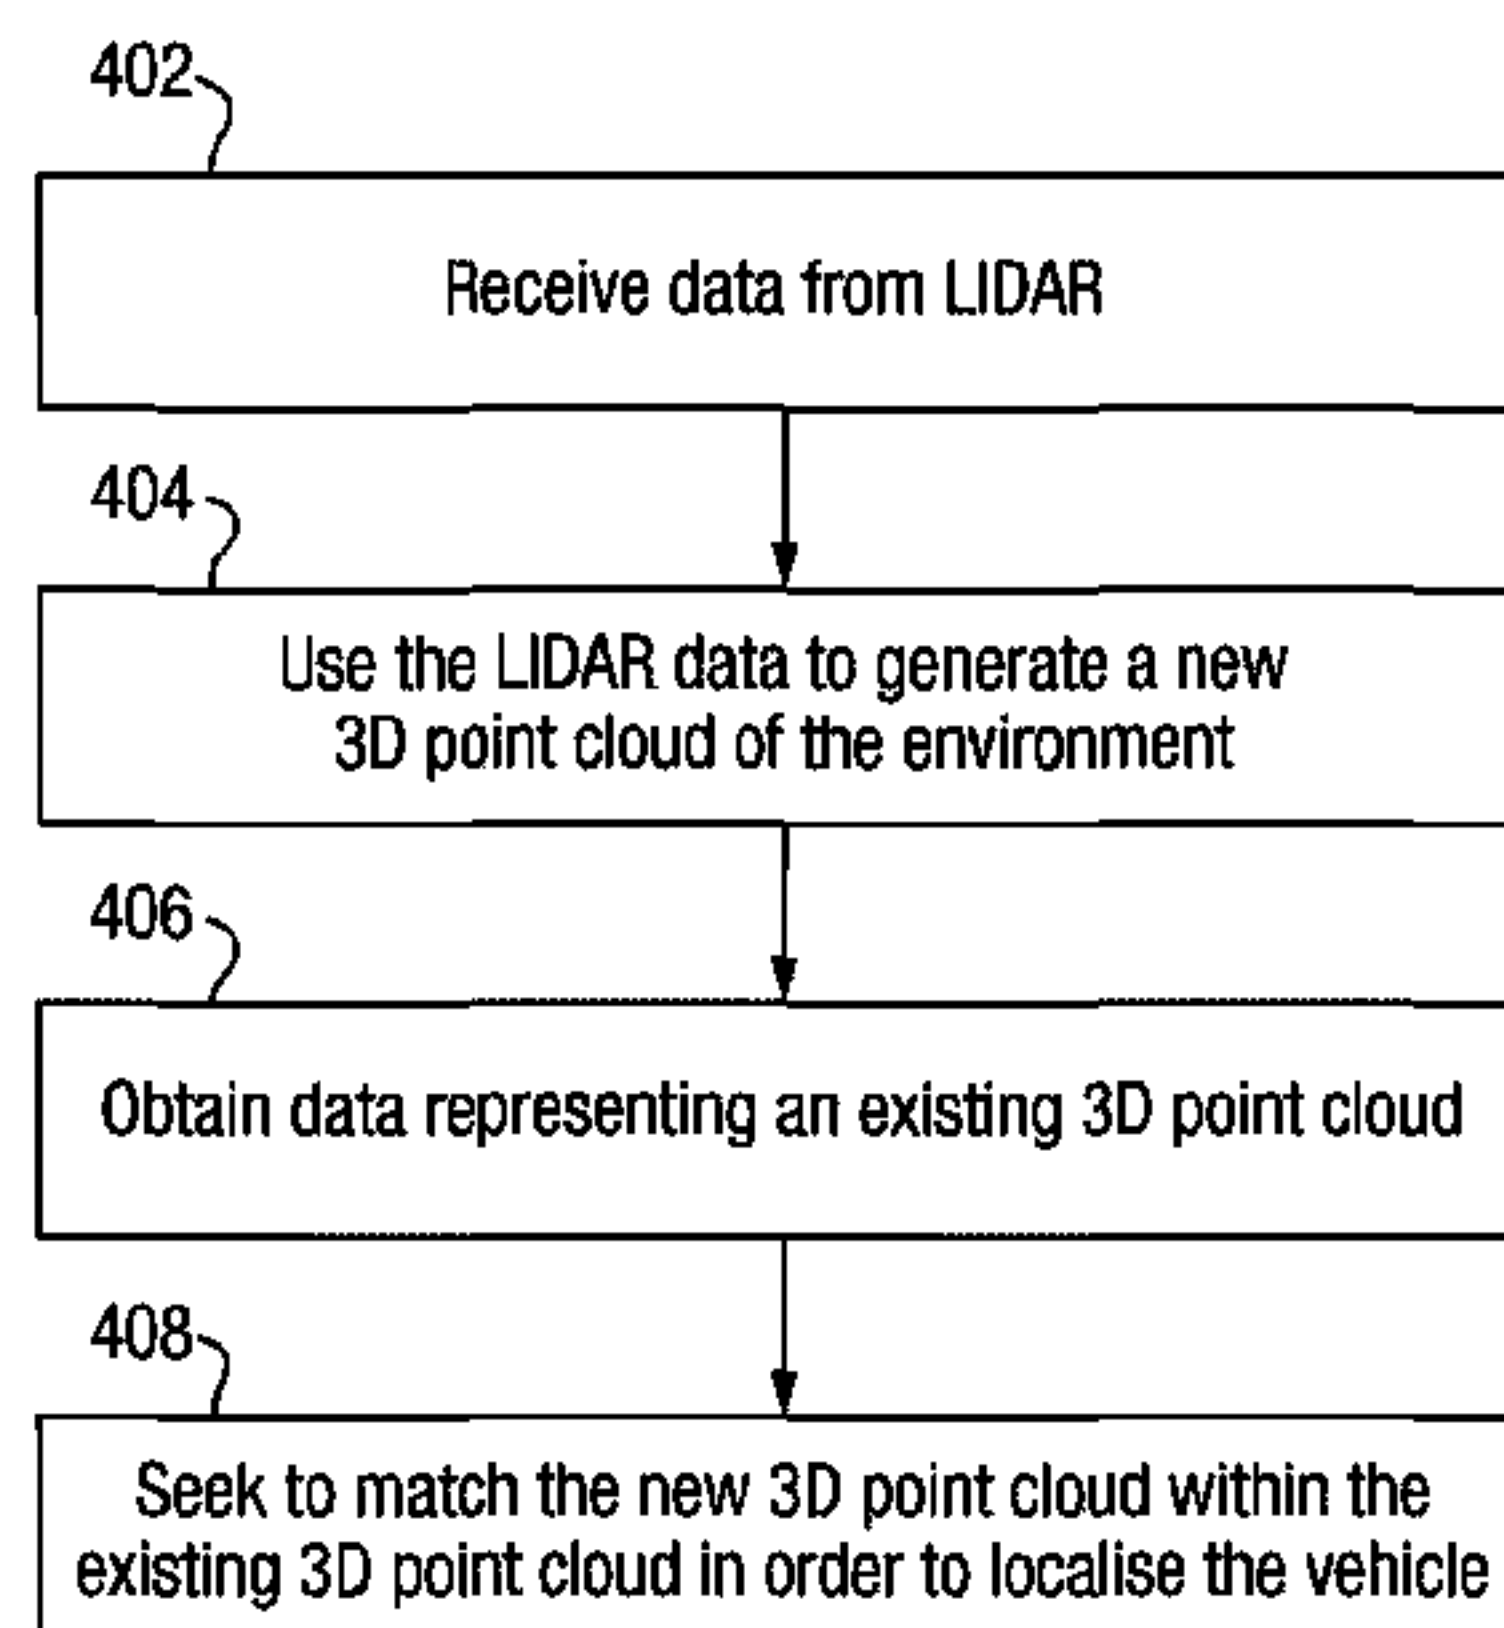 402
Receive data from LIDAR
404
Use the LIDAR data to generate a new
3D point cloud of the environment
406
Obtain data representing an existing 3D point cloud
408
Seek to match the new 3D point cloud within the
existing 3D point cloud in order to localise the vehicle